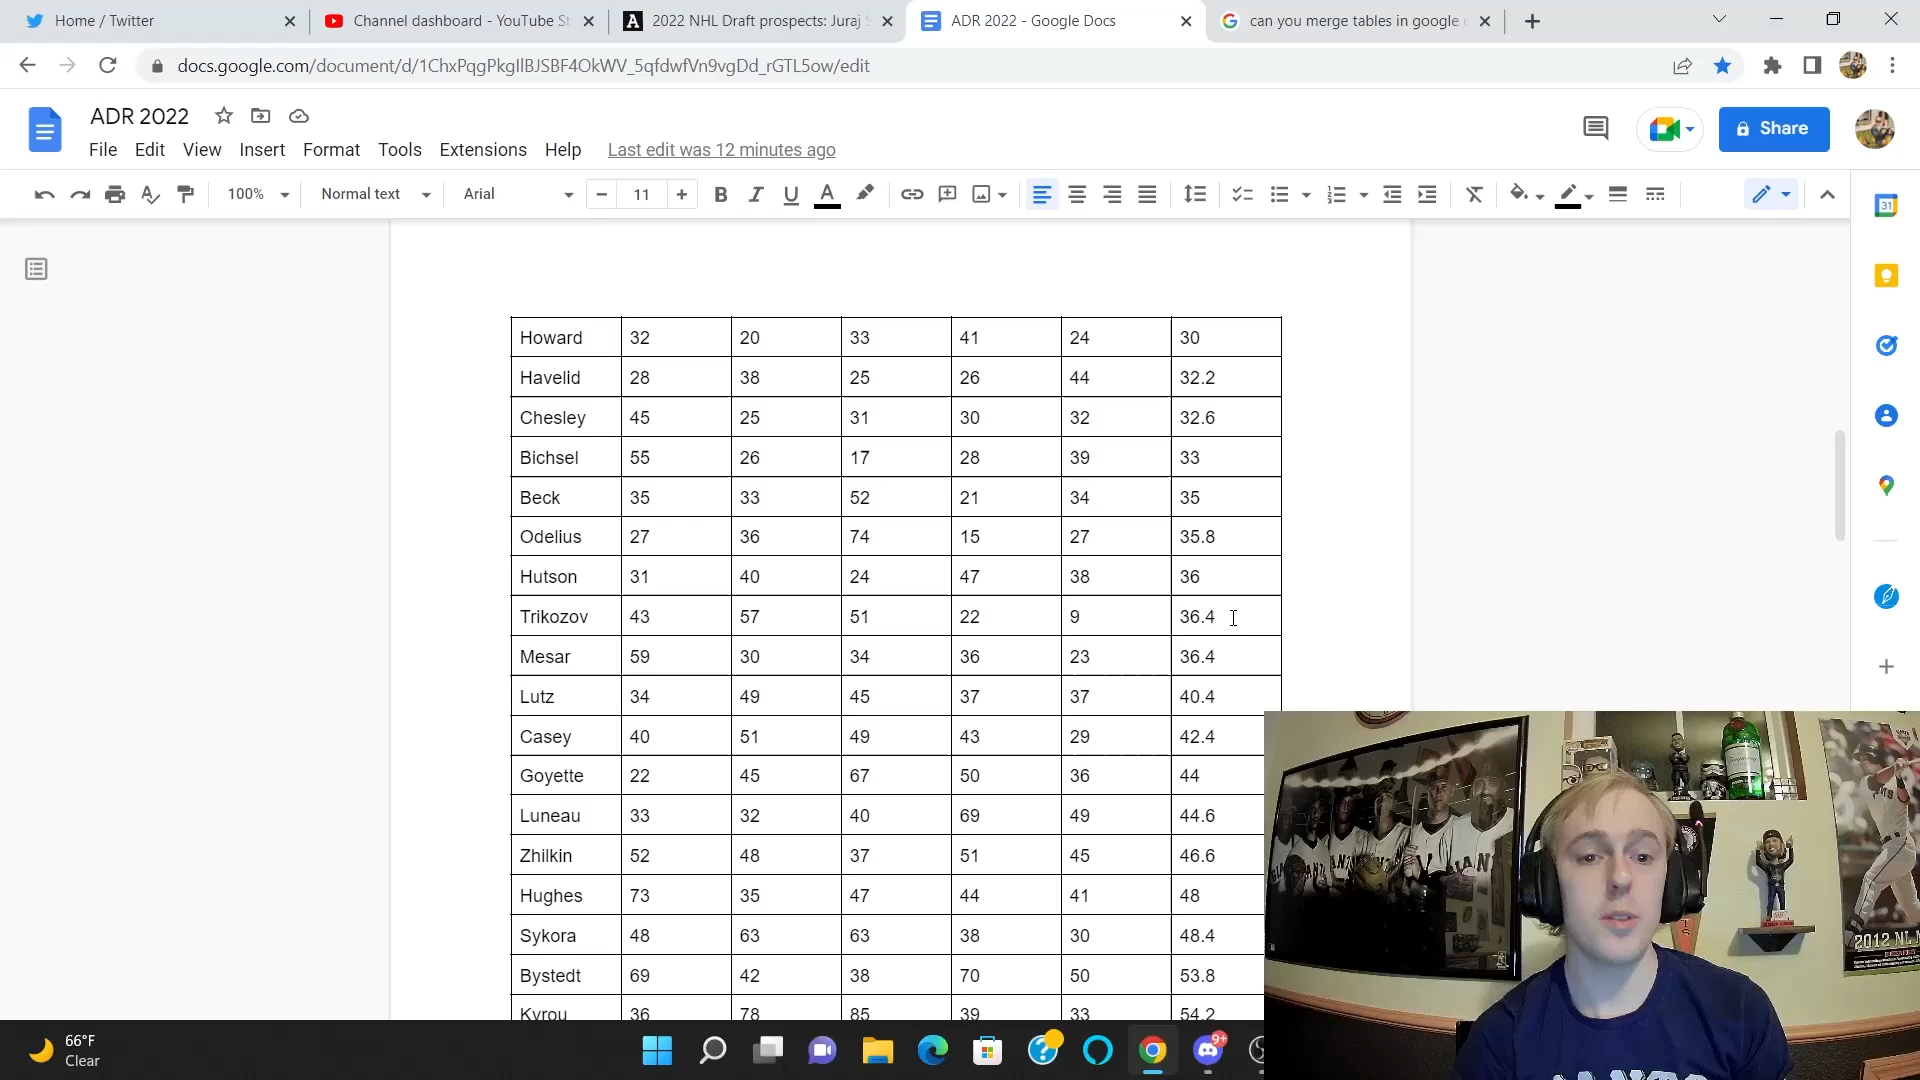 Home / Twitter
Channel dashboard - YouTube St
2022 NHL Draft prospects: Juraj S
ADR 2022 - Google Docs
can you merge tables in google d
docs.google.com/document/d/1ChxPqgPkgIlBJSBF4OkWV_5qfdwfVn9vgDd_rGTL5ow/edit
ADR 2022
Share
File Edit View Insert Format Tools Extensions Help Last edit was 12 minutes ago
100% Normal text Arial 11 B I U A
31
Howard 32 20 33 41 24 30
Havelid 28 38 25 26 44 32.2
Chesley 45 25 31 30 32 32.6
Bichsel 55 26 17 28 39 33
Beck 35 33 52 21 34 35
Odelius 27 36 74 15 27 35.8
Hutson 31 40 24 47 38 36
Trikozov 43 57 51 22 9 36.4
Mesar 59 30 34 36 23 36.4
Lutz 34 49 45 37 37 40.4
Casey 40 51 49 43 29 42.4
Goyette 22 45 67 50 36 44
Luneau 33 32 40 69 49 44.6
Zhilkin 52 48 37 51 45 46.6
Hughes 73 35 47 44 41 48
Sykora 48 63 63 38 30 48.4
Bystedt 69 42 38 70 50 53.8
Kyrou 36 78 85 39 33 54.2
2012 NL
66°F
Clear
9+